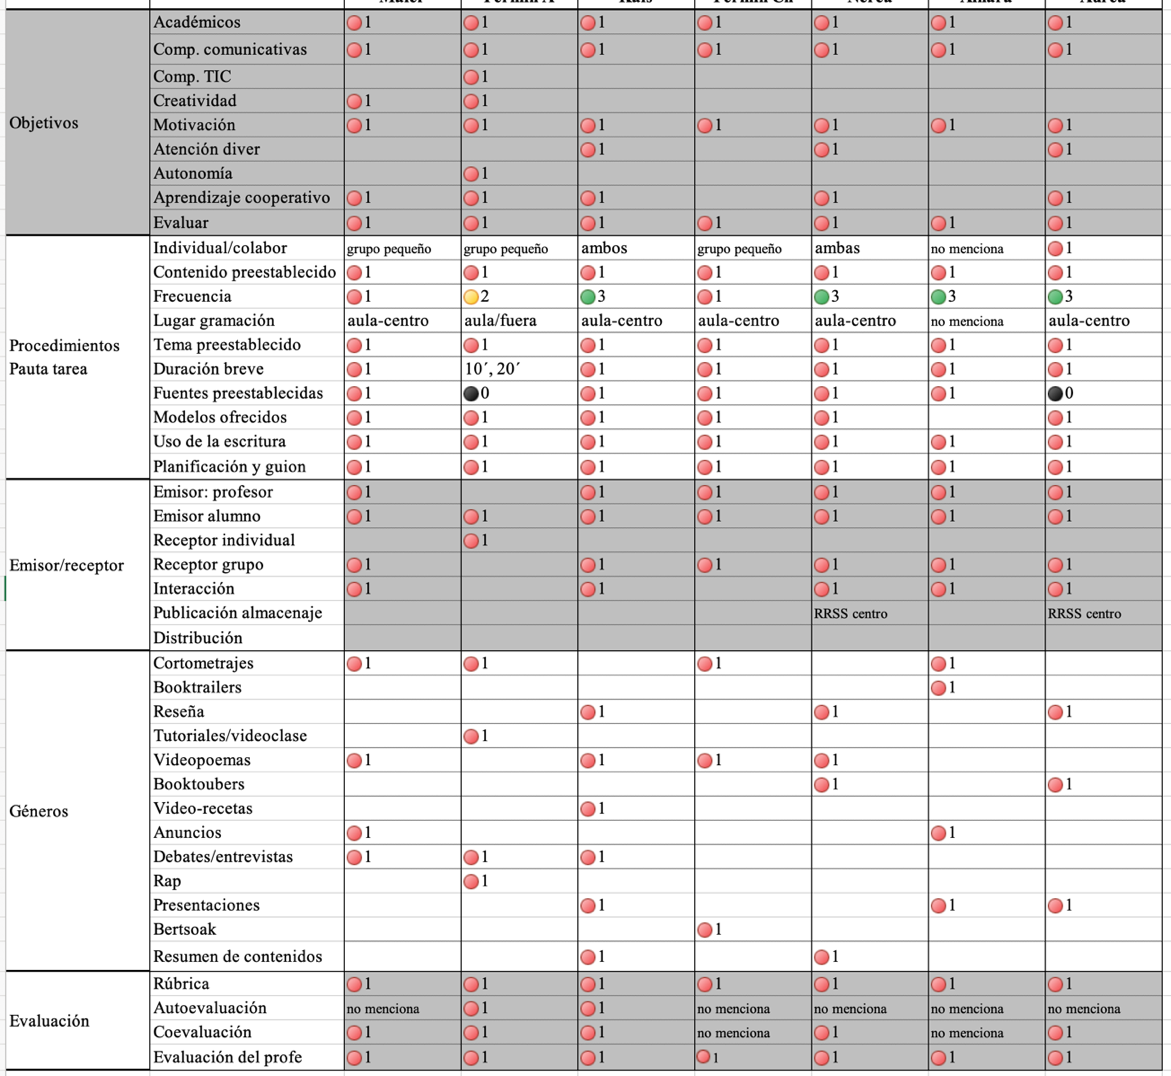 Objetivos
Académicos 1 1 1 1 1 1 1
Comp. comunicativas 1 1 1 1 1 1 1
Comp. TIC 1
Creatividad 1 1
Motivación 1 1 1 1 1 1 1
Atención diver 1 1 1
Autonomía 1
Aprendizaje cooperativo 1 1 1 1 1
Evaluar 1 1 1 1 1 1 1
Procedimientos
Pauta tarea
Individual/colabor grupo pequeño grupo pequeño ambos grupo pequeño ambas no menciona 1
Contenido preestablecido 1 1 1 1 1 1 1
Frecuencia 1 2 3 1 3 3 3
Lugar gramación aula-centro aula/fuera aula-centro aula-centro aula-centro no menciona aula-centro
Tema preestablecido 1 1 1 1 1 1 1
Duración breve 1 10´, 20´ 1 1 1 1 1
Fuentes preestablecidas 1 0 1 1 1 1 0
Modelos ofrecidos 1 1 1 1 1 1
Uso de la escritura 1 1 1 1 1 1 1
Planificación y guion 1 1 1 1 1 1 1
Emisor/receptor
Emisor: profesor 1 1 1 1 1 1
Emisor alumno 1 1 1 1 1 1 1
Receptor individual 1
Receptor grupo 1 1 1 1 1 1
Interacción 1 1 1 1 1
Publicación almacenaje RRSS centro RRSS centro
Distribución
Géneros
Cortometrajes 1 1 1 1
Booktrailers 1
Reseña 1 1 1
Tutoriales/videoclase 1
Videopoemas 1 1 1 1
Booktoubers 1 1
Video-recetas 1
Anuncios 1 1
Debates/entrevistas 1 1 1
Rap 1
Presentaciones 1 1 1
Bertsoak 1
Resumen de contenidos 1 1
Evaluación
Rúbrica 1 1 1 1 1 1 1
Autoevaluación no menciona 1 1 no menciona no menciona no menciona no menciona
Coevaluación 1 1 1 no menciona 1 no menciona 1
Evaluación del profe 1 1 1 1 1 1 1